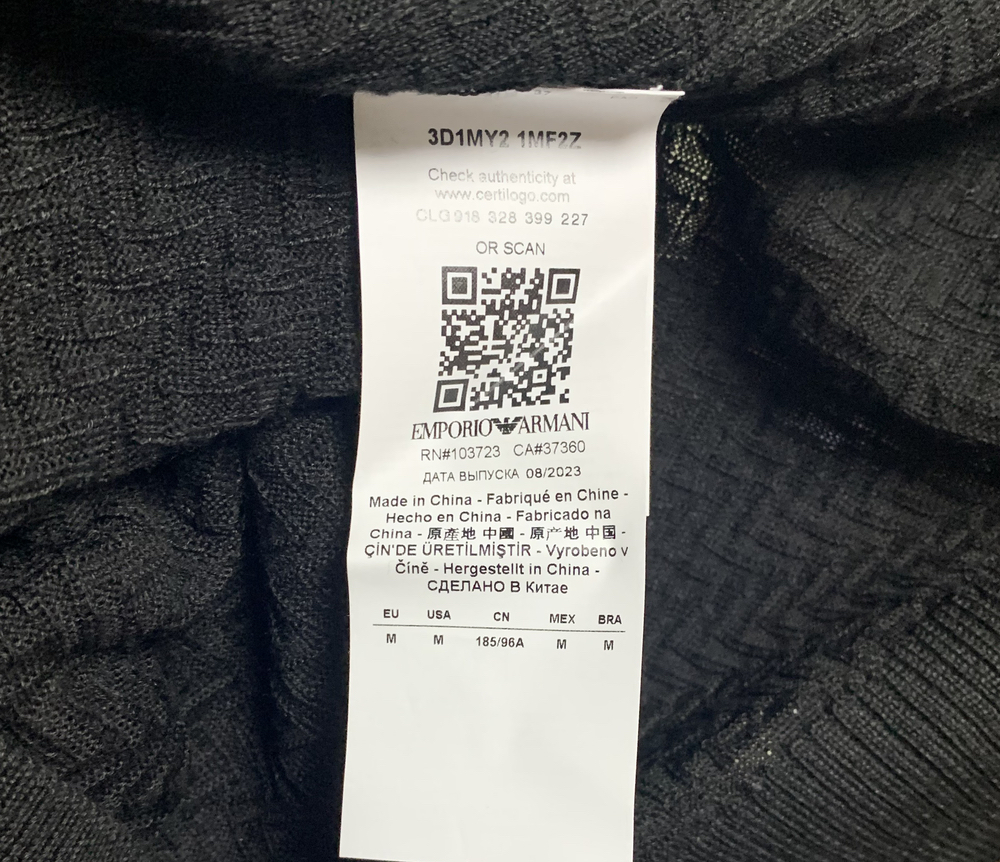 3D1MY2 1MF2Z
Check authenticity at
www.certilogo.com
CLG 918 328 399 227
OR SCAN
EMPORIO ARMANI
RN#103723 CA#37360
ДАТА ВЫПУСКА 08/2023
Made in China - Fabriqué en Chine -
Hecho en China - Fabricado na
China - 原產地 中國 - 原产地 中国 -
ÇİN'DE ÜRETİLMİŞTİR - Vyrobeno v
Číně - Hergestellt in China -
СДЕЛАНО В Китае
EU USA CN MEX BRA
M M 185/96A M M